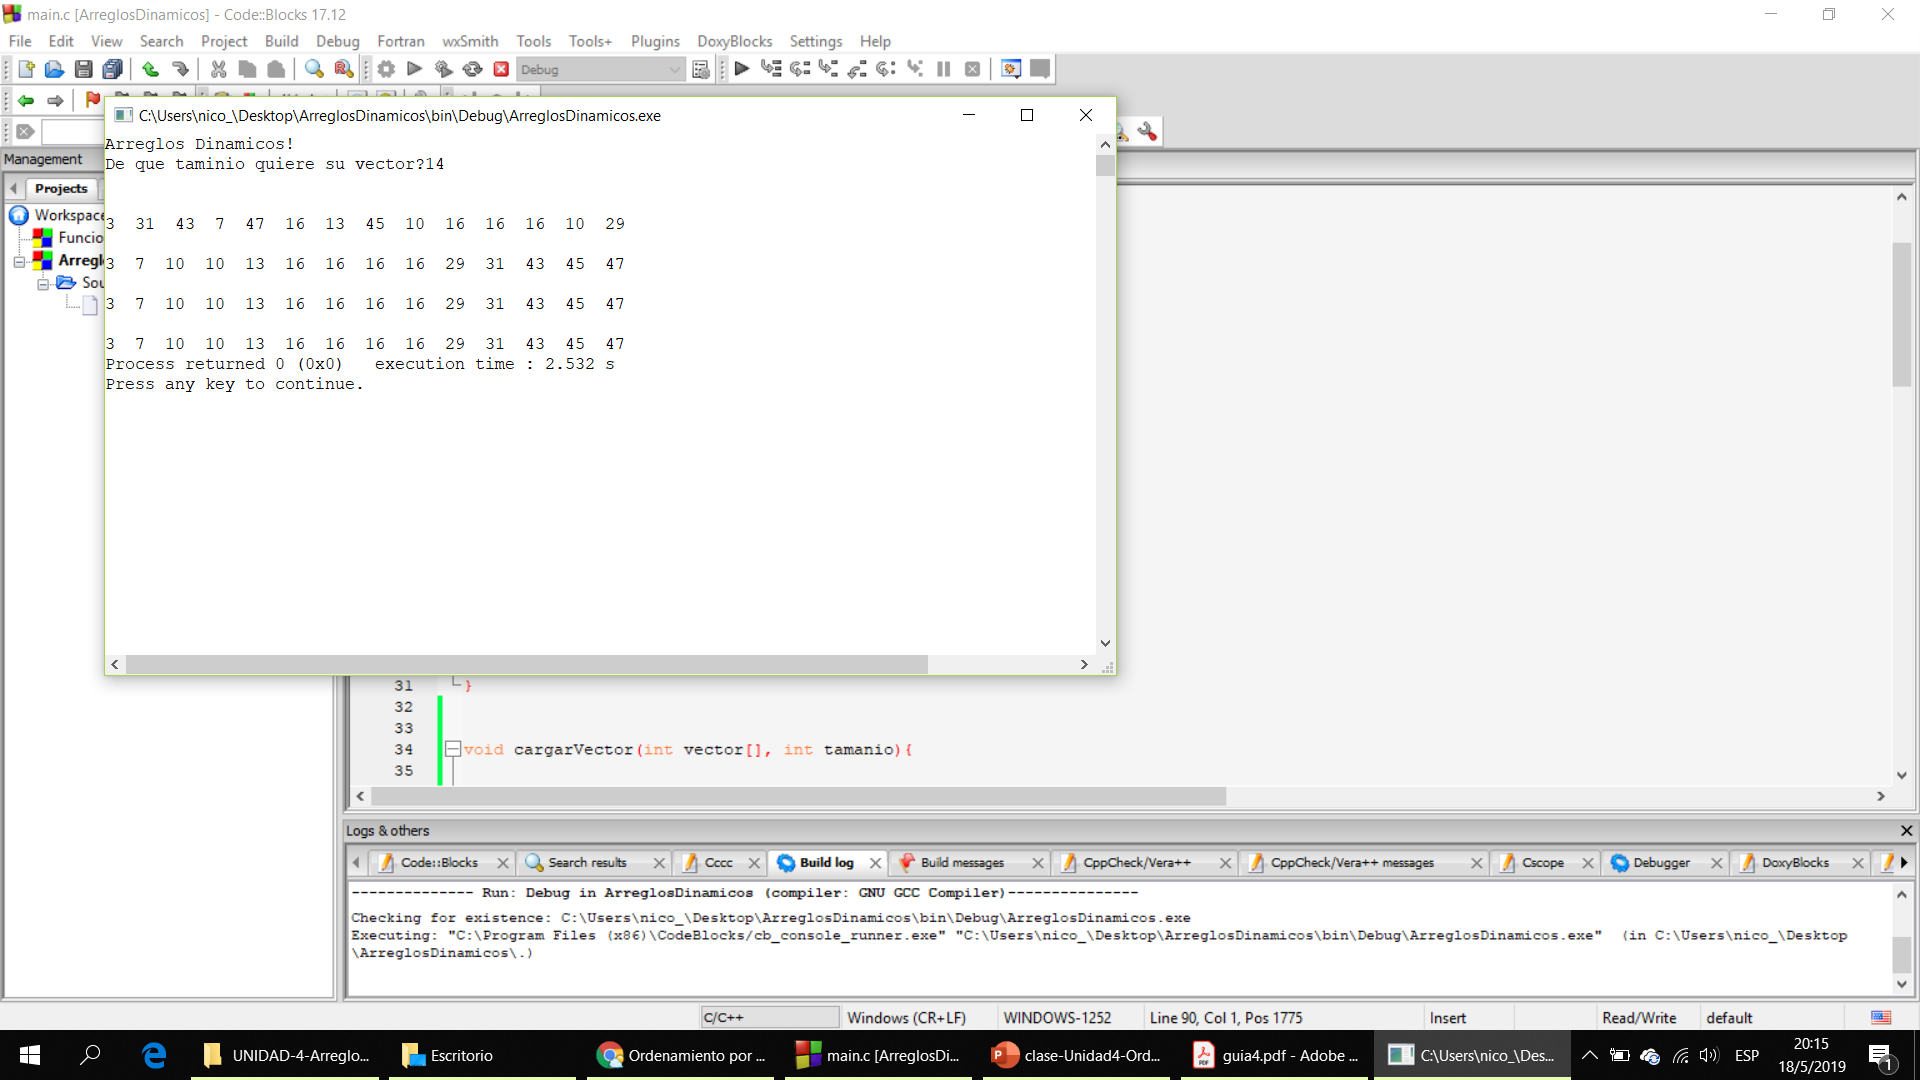 main.c [ArreglosDinamicos] - Code::Blocks 17.12
File Edit View Search Project Build Debug Fortran wxSmith Tools Tools+ Plugins DoxyBlocks Settings Help
Debug
C:\Users\nico_\Desktop\ArreglosDinamicos\bin\Debug\ArreglosDinamicos.exe
Arreglos Dinamicos!
De que taminio quiere su vector?14
3 31 43 7 47 16 13 45 10 16 16 16 10 29
3 7 10 10 13 16 16 16 16 29 31 43 45 47
3 7 10 10 13 16 16 16 16 29 31 43 45 47
3 7 10 10 13 16 16 16 16 29 31 43 45 47
Process returned 0 (0x0) execution time : 2.532 s
Press any key to continue.
Management
Projects
Workspace
Funcio
Arregl
Sou
31 }
32
33
34 void cargarVector(int vector[], int tamanio){
35
Logs & others
Code::Blocks Search results Cccc Build log Build messages CppCheck/Vera++ CppCheck/Vera++ messages Cscope Debugger DoxyBlocks
-------------- Run: Debug in ArreglosDinamicos (compiler: GNU GCC Compiler)---------------
Checking for existence: C:\Users\nico_\Desktop\ArreglosDinamicos\bin\Debug\ArreglosDinamicos.exe
Executing: "C:\Program Files (x86)\CodeBlocks/cb_console_runner.exe" "C:\Users\nico_\Desktop\ArreglosDinamicos\bin\Debug\ArreglosDinamicos.exe" (in C:\Users\nico_\Desktop
\ArreglosDinamicos\.)
C/C++ Windows (CR+LF) WINDOWS-1252 Line 90, Col 1, Pos 1775 Insert Read/Write default
UNIDAD-4-Arreglo... Escritorio Ordenamiento por ... main.c [ArreglosDi... clase-Unidad4-Ord... guia4.pdf - Adobe ... C:\Users\nico_\Des... ESP 20:15
18/5/2019
1